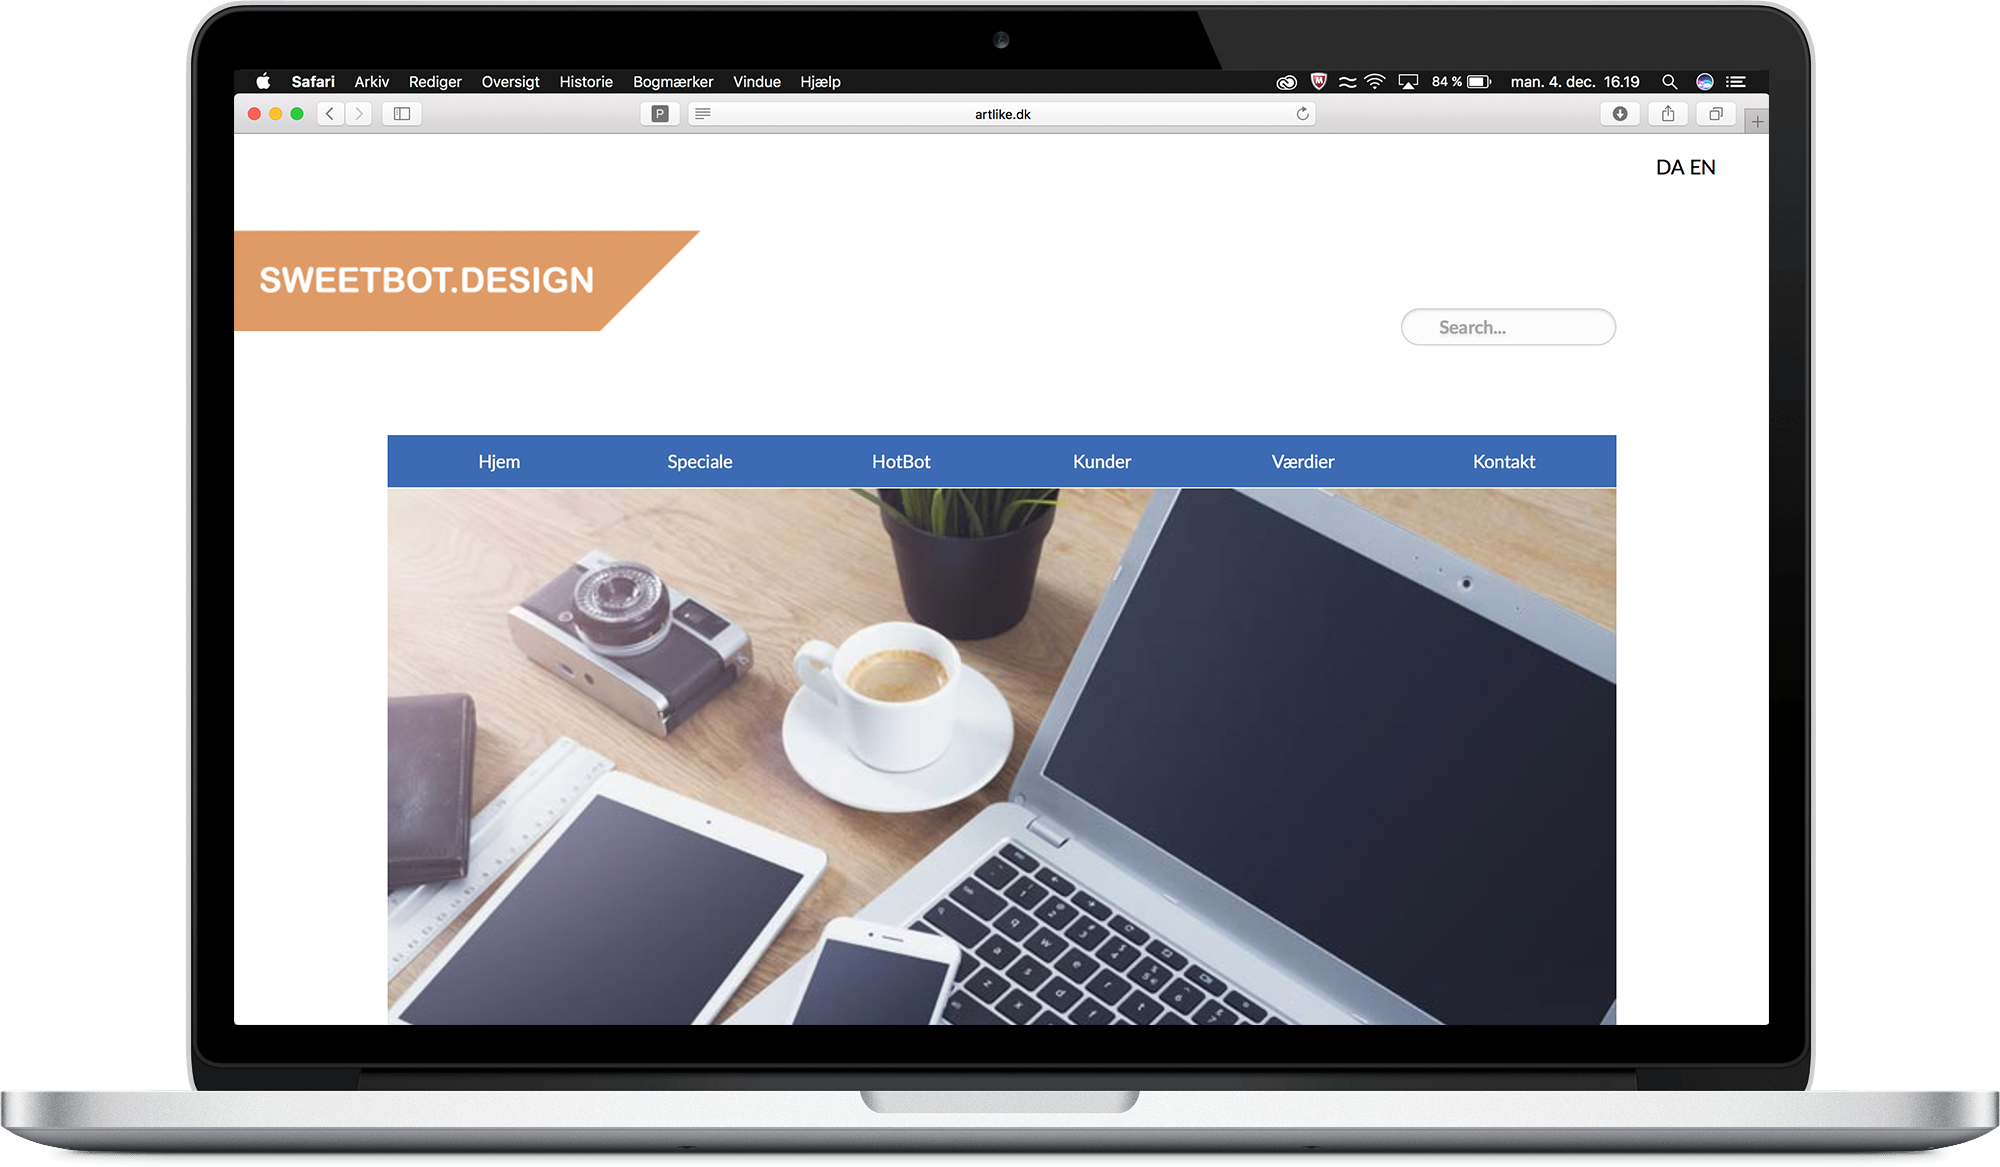 Safari Arkiv Rediger Oversigt Historie Bogmærker Vindue Hjælp 84 % man. 4. dec. 16.19
P artlike.dk
DA EN
SWEETBOT.DESIGN
Search...
Hjem Speciale HotBot Kunder Værdier Kontakt